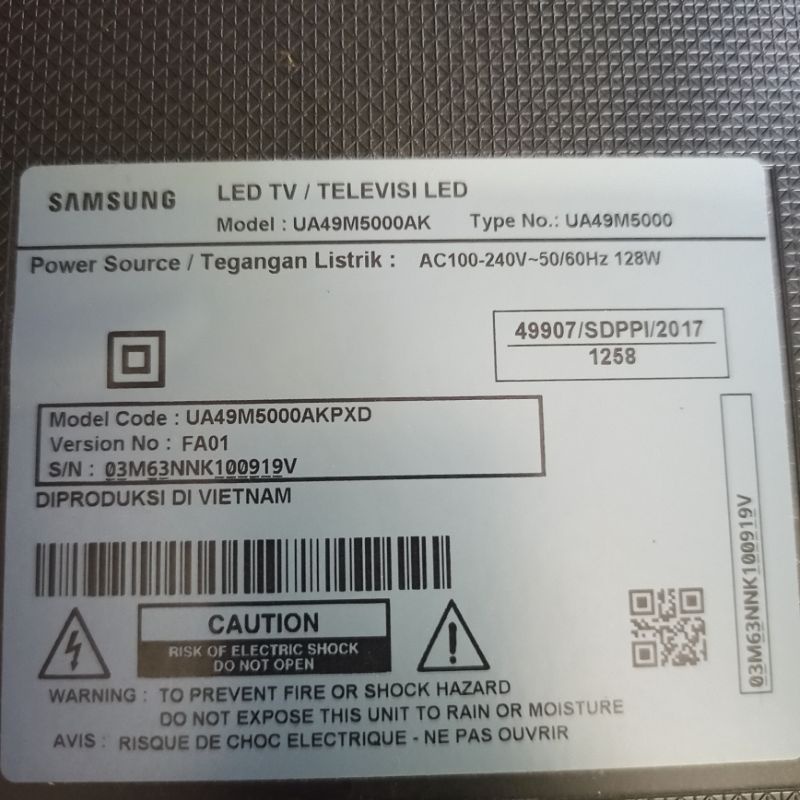 SAMSUNG
LED TV / TELEVISI LED
Model : UA49M5000AK Type No.: UA49M5000
Power Source / Tegangan Listrik : AC100-240V~50/60Hz 128W
49907/SDPPI/2017
1258
Model Code : UA49M5000AKPXD
Version No : FA01
S/N : 03M63NNK100919V
DIPRODUKSI DI VIETNAM
03M63NNK100919V
CAUTION
RISK OF ELECTRIC SHOCK
DO NOT OPEN
WARNING : TO PREVENT FIRE OR SHOCK HAZARD
DO NOT EXPOSE THIS UNIT TO RAIN OR MOISTURE
AVIS : RISQUE DE CHOC ELECTRIQUE - NE PAS OUVRIR